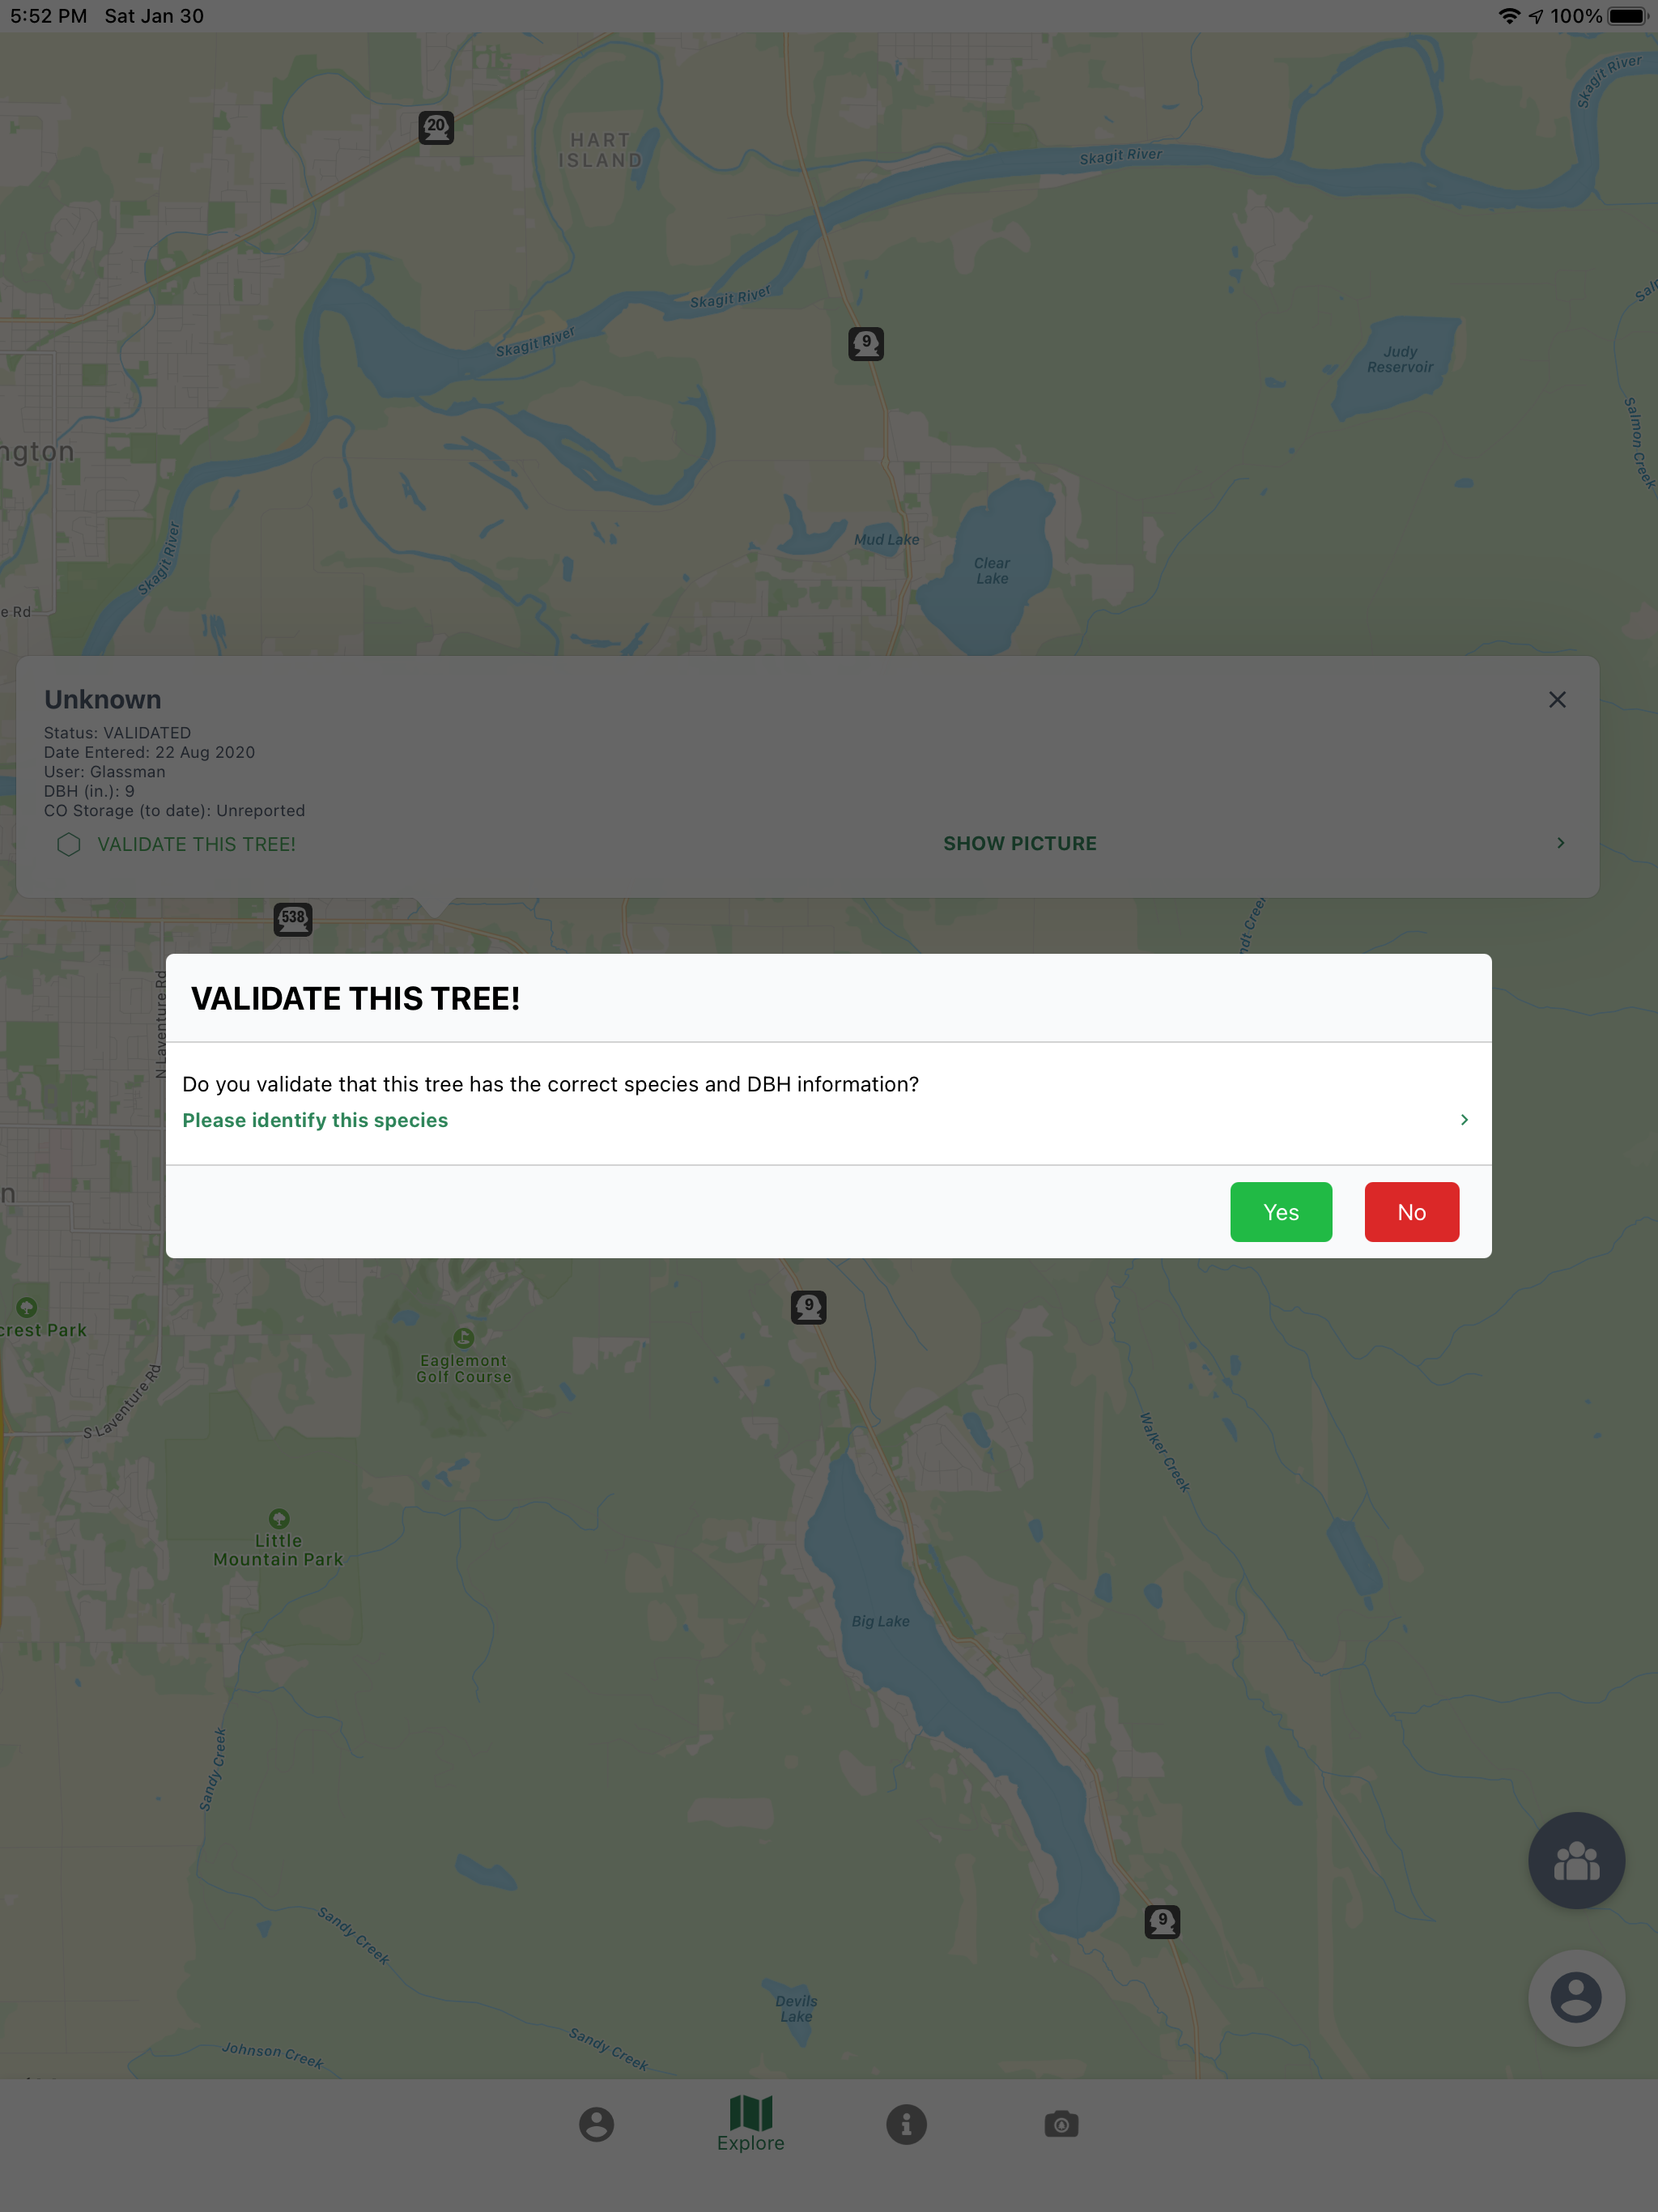 5:52 PM Sat Jan 30
100%
20
HART
ISLAND
Skagit River
Skagit River
Skagit River
Skagit River
9
Judy
Reservoir
Salmon Creek
ngton
Mud Lake
Clear
Lake
Skagit River
e Rd
Unknown
Status: VALIDATED
Date Entered: 22 Aug 2020
User: Glassman
DBH (in.): 9
CO Storage (to date): Unreported
VALIDATE THIS TREE!
SHOW PICTURE
538
ndt Creek
N Laventure Rd
VALIDATE THIS TREE!
Do you validate that this tree has the correct species and DBH information?
Please identify this species
Yes
No
n
9
crest Park
Eaglemont
Golf Course
S Laventure Rd
Walker Creek
Little
Mountain Park
Big Lake
Sandy Creek
Sandy Creek
9
Devils
Lake
Johnson Creek
Sandy Creek
Explore